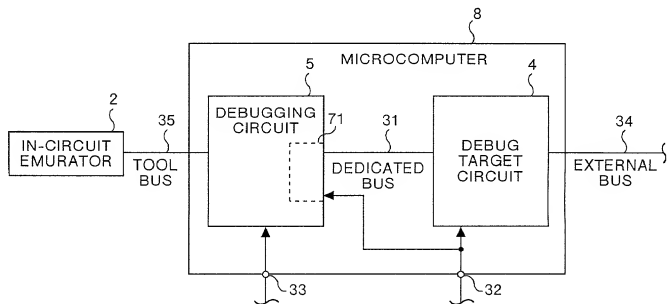 8
MICROCOMPUTER
5
4
2
35
DEBUGGING
CIRCUIT
71
31
34
IN-CIRCUIT
EMURATOR
DEBUG
TARGET
CIRCUIT
TOOL
BUS
DEDICATED
BUS
EXTERNAL
BUS
33
32